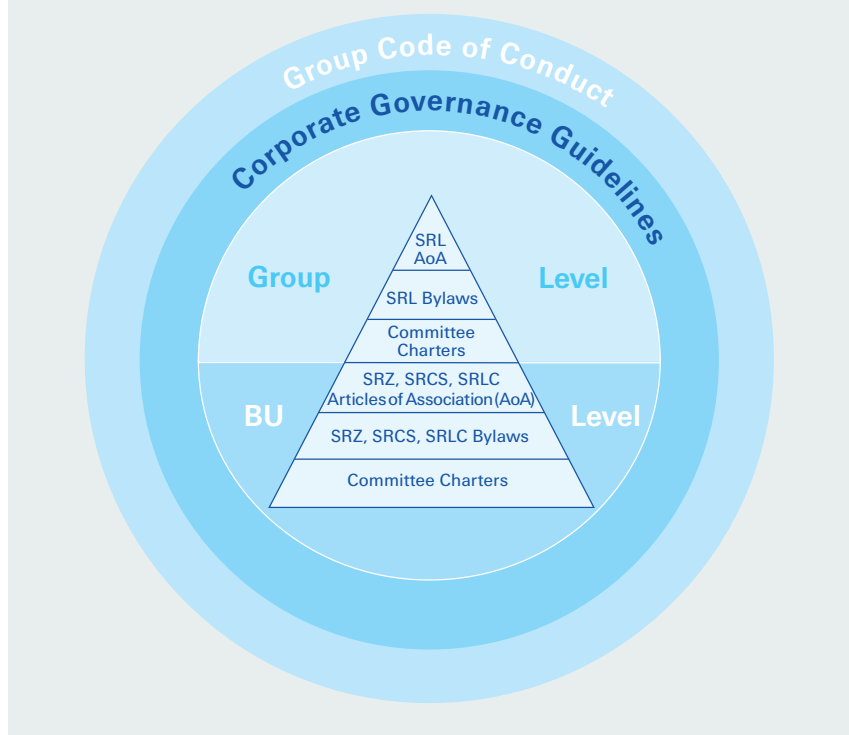 Group Code of Conduct
Corporate Governance Guidelines
SRL
AoA
Group
Level
SRL Bylaws
Committee
Charters
SRZ, SRCS, SRLC
Articles of Association (AoA)
BU
Level
SRZ, SRCS, SRLC Bylaws
Committee Charters